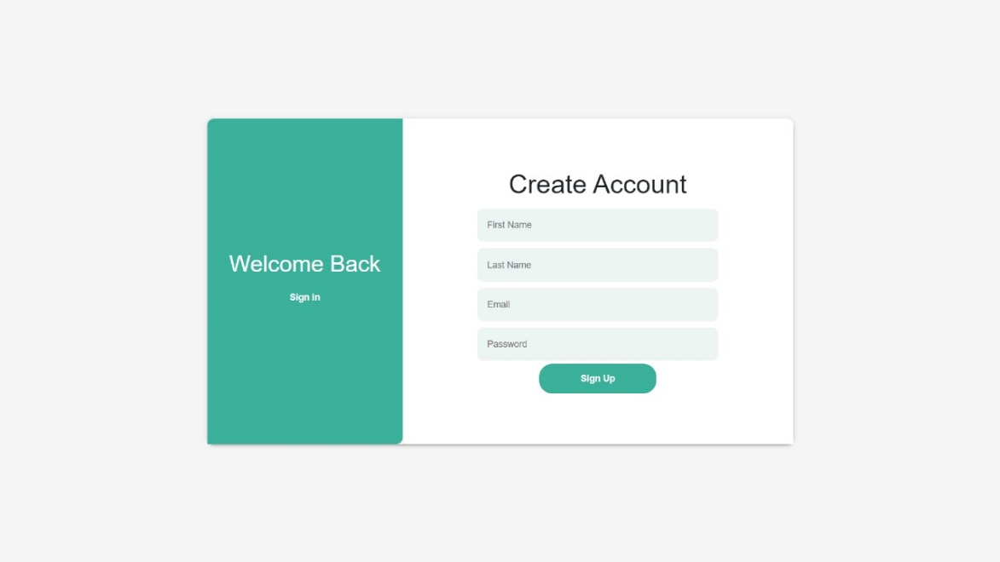 Welcome Back
Sign in
Create Account
First Name
Last Name
Email
Password
Sign Up